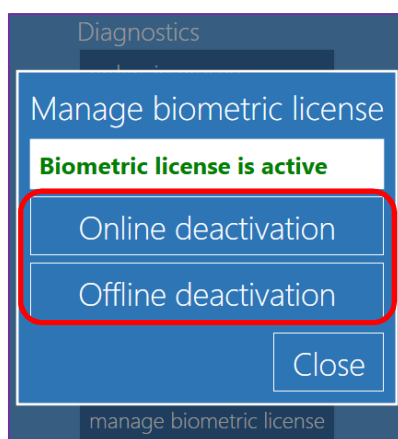 Diagnostics
Manage biometric license
Biometric license is active
Online deactivation
Offline deactivation
Close
manage biometric license